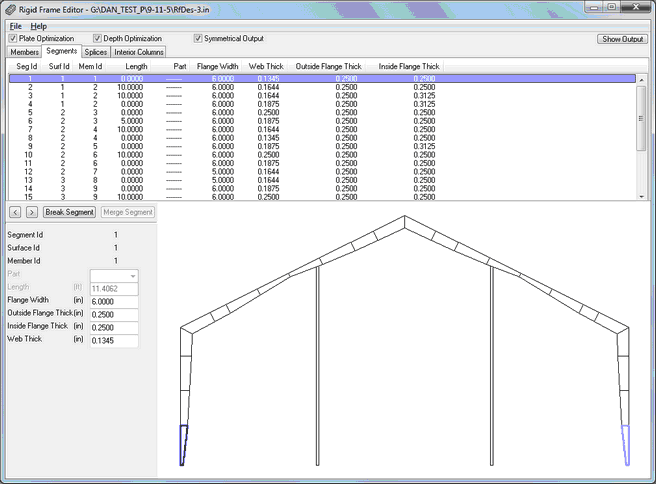 Rigid Frame Editor - G:\DAN_TEST_P\9-11-5\RfDes-3.in
File Help
Plate Optimization Depth Optimization Symmetrical Output Show Output
Members Segments Splices Interior Columns
Seg Id Surf Id Mem Id Length Part Flange Width Web Thick Outside Flange Thick Inside Flange Thick
1 1 1 0.0000 ------- 6.0000 0.1345 0.2500 0.2500
2 1 2 10.0000 ------- 6.0000 0.1644 0.2500 0.2500
3 1 2 10.0000 ------- 6.0000 0.1644 0.2500 0.3125
4 1 2 0.0000 ------- 6.0000 0.1875 0.2500 0.3125
5 2 3 0.0000 ------- 6.0000 0.2500 0.2500 0.2500
6 2 3 5.0000 ------- 6.0000 0.1875 0.2500 0.2500
7 2 4 10.0000 ------- 6.0000 0.1644 0.2500 0.2500
8 2 4 0.0000 ------- 6.0000 0.1345 0.2500 0.2500
9 2 5 0.0000 ------- 6.0000 0.1875 0.2500 0.3125
10 2 6 10.0000 ------- 6.0000 0.2500 0.2500 0.2500
11 2 6 0.0000 ------- 6.0000 0.1875 0.2500 0.2500
12 2 7 0.0000 ------- 5.0000 0.1644 0.2500 0.2500
13 3 8 0.0000 ------- 5.0000 0.1644 0.2500 0.2500
14 3 9 0.0000 ------- 6.0000 0.1875 0.2500 0.2500
15 3 9 10.0000 ------- 6.0000 0.2500 0.2500 0.2500
< > Break Segment Merge Segment
Segment Id 1
Surface Id 1
Member Id 1
Part
Length (ft) 11.4062
Flange Width (in) 6.0000
Outside Flange Thick(in) 0.2500
Inside Flange Thick (in) 0.2500
Web Thick (in) 0.1345